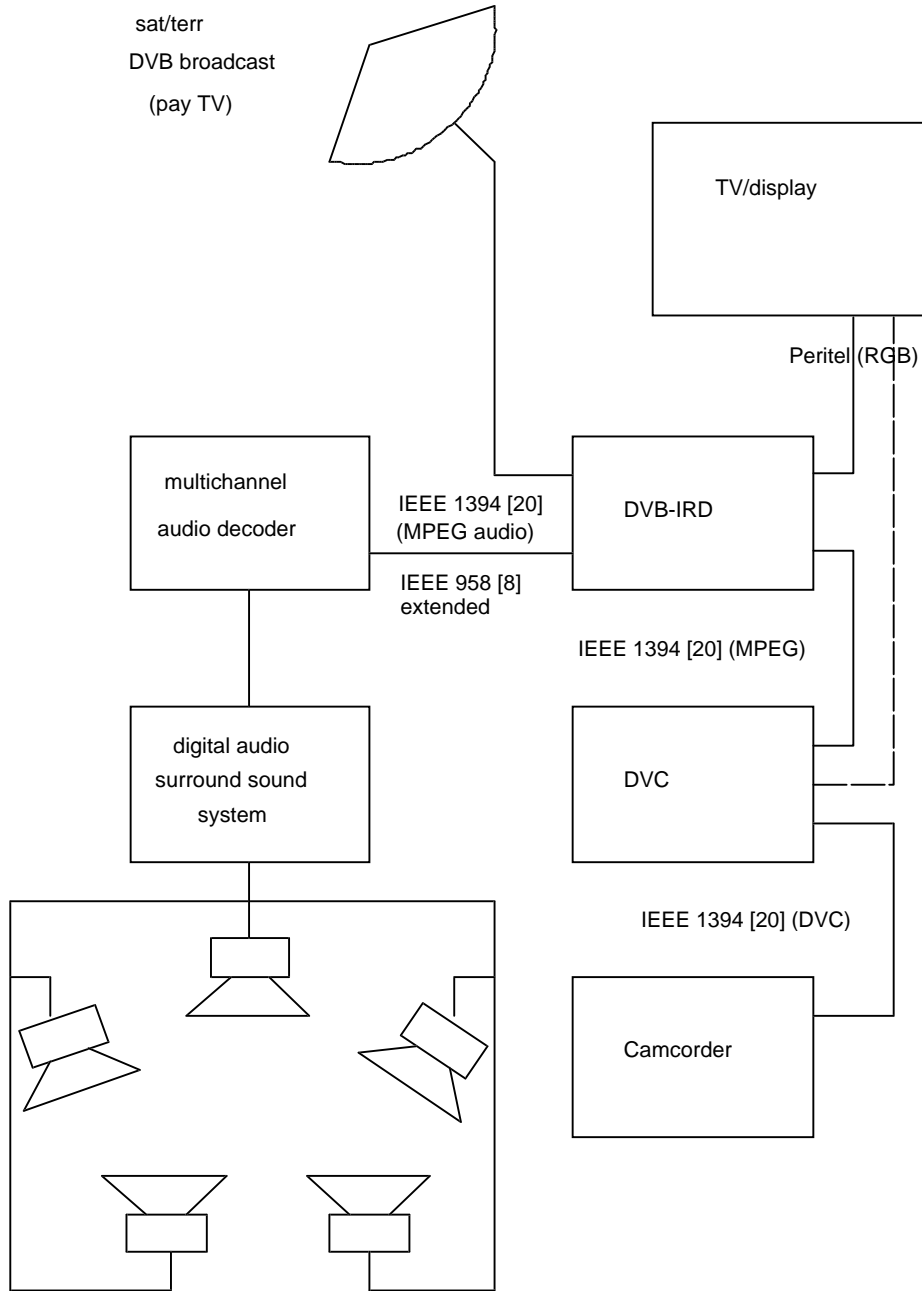 sat/terr
DVB broadcast
(pay TV)
TV/display
Peritel (RGB)
multichannel
audio decoder
IEEE 1394 [20]
(MPEG audio)
IEEE 958 [8]
extended
DVB-IRD
IEEE 1394 [20] (MPEG)
digital audio
surround sound
system
DVC
IEEE 1394 [20] (DVC)
Camcorder